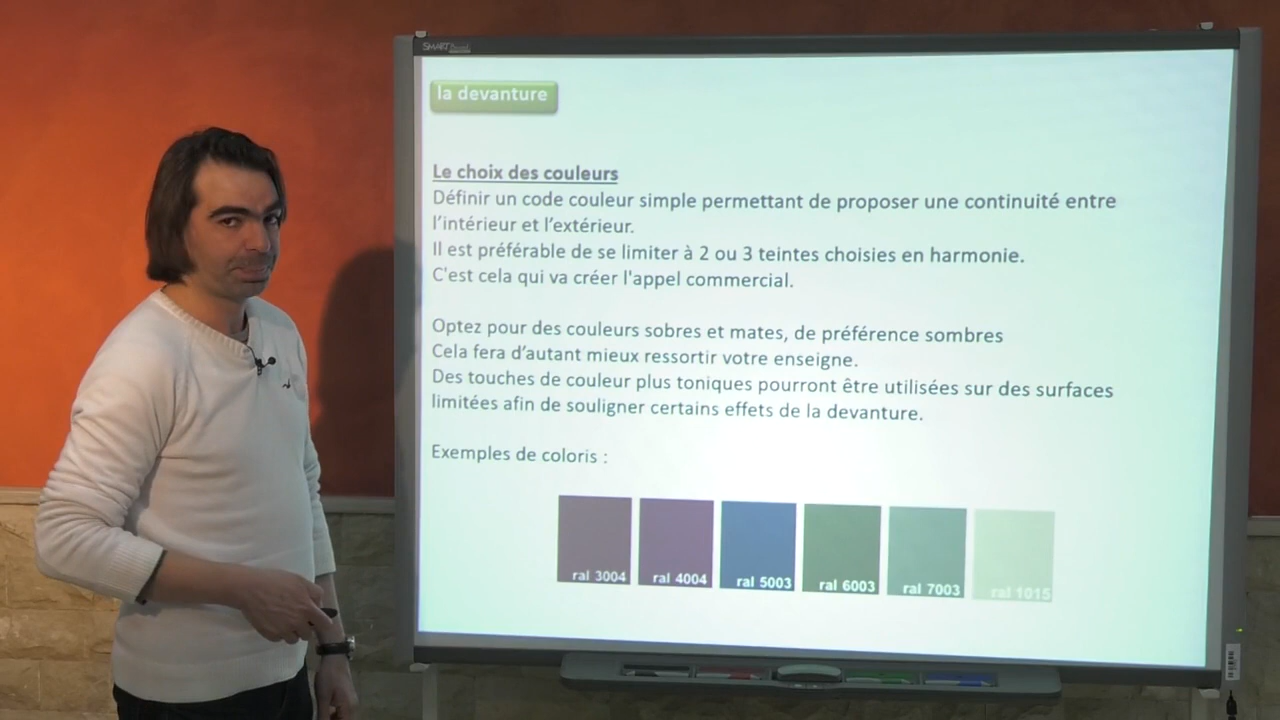 SMART Board
la devanture
Le choix des couleurs
Définir un code couleur simple permettant de proposer une continuité entre
l'intérieur et l'extérieur.
Il est préférable de se limiter à 2 ou 3 teintes choisies en harmonie.
C'est cela qui va créer l'appel commercial.
Optez pour des couleurs sobres et mates, de préférence sombres
Cela fera d'autant mieux ressortir votre enseigne.
Des touches de couleur plus toniques pourront être utilisées sur des surfaces
limitées afin de souligner certains effets de la devanture.
Exemples de coloris :
ral 3004 ral 4004 ral 5003 ral 6003 ral 7003 ral 1015